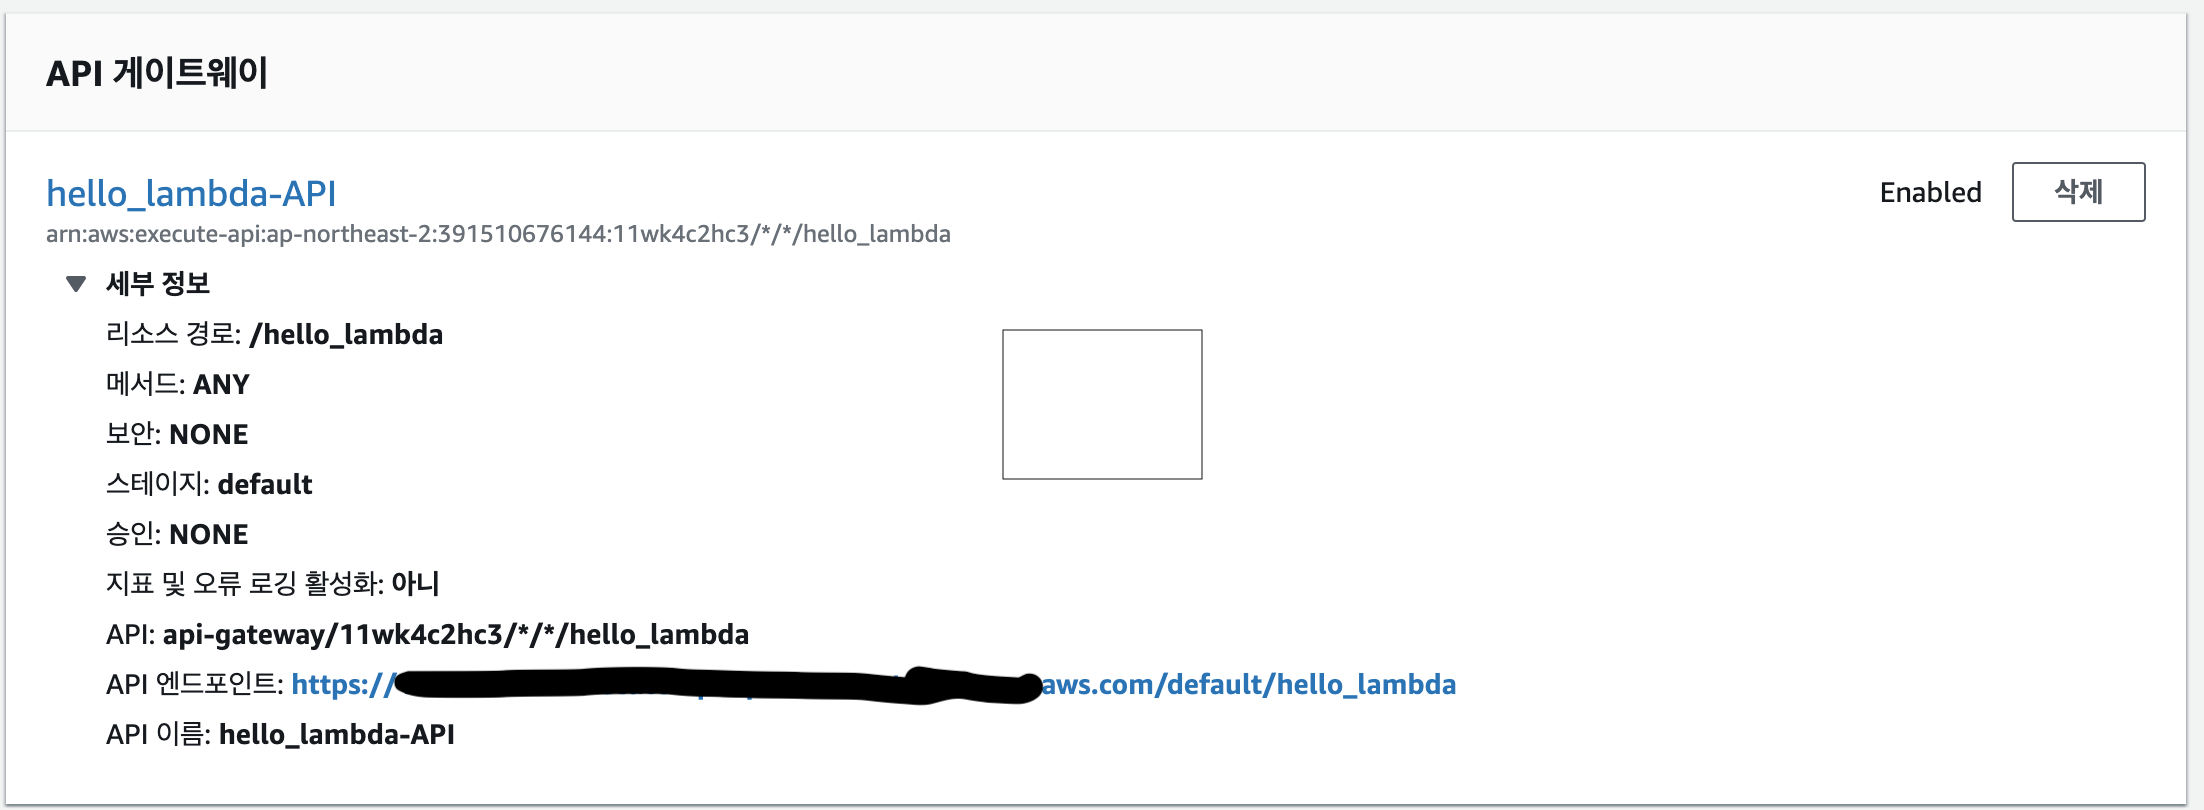 API 게이트웨이
hello_lambda-API
Enabled
삭제
arn:aws:execute-api:ap-northeast-2:391510676144:11wk4c2hc3/*/*/hello_lambda
▼ 세부 정보
리소스 경로: /hello_lambda
메서드: ANY
보안: NONE
스테이지: default
승인: NONE
지표 및 오류 로깅 활성화: 아니
API: api-gateway/11wk4c2hc3/*/*/hello_lambda
API 엔드포인트: https:// aws.com/default/hello_lambda
API 이름: hello_lambda-API